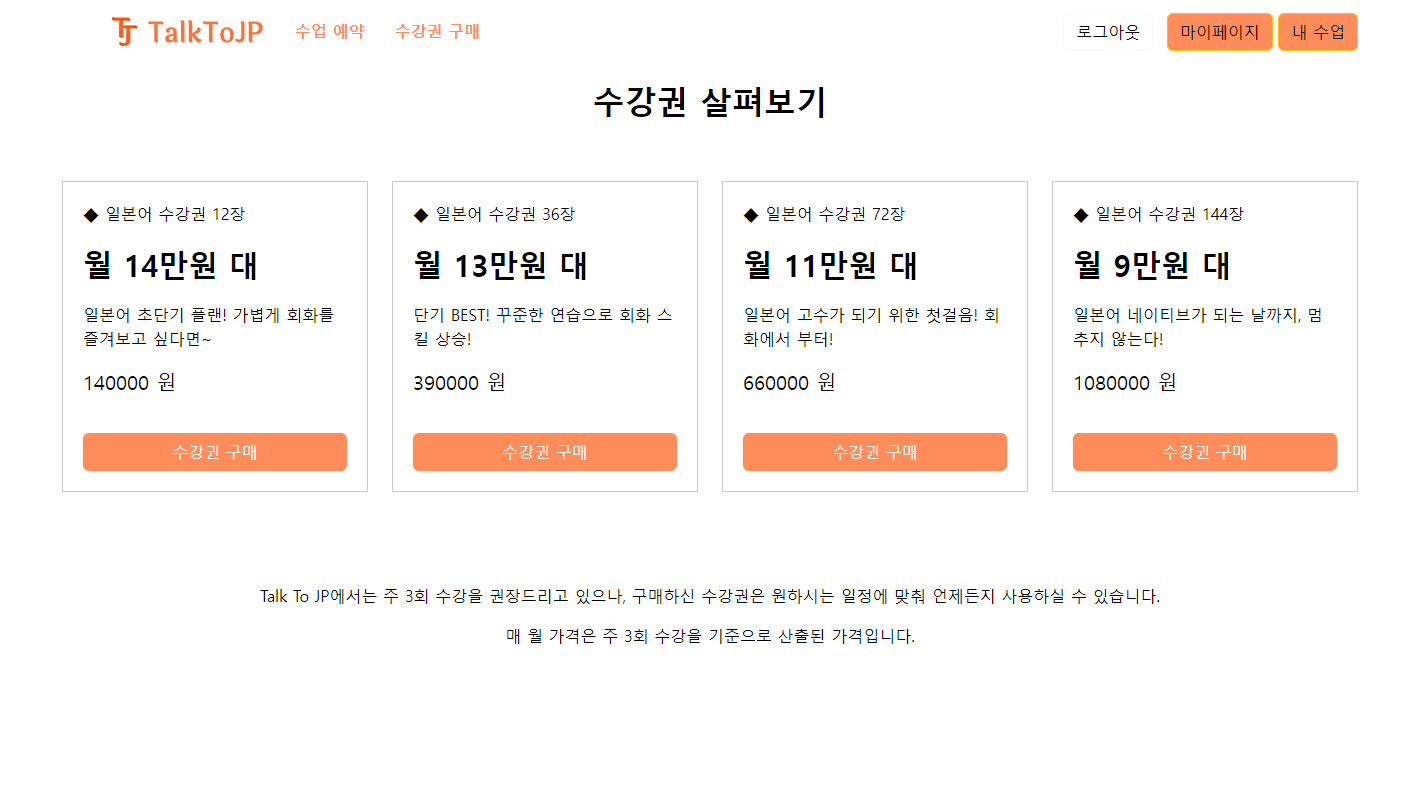 TalkToJP 수업 예약 수강권 구매 로그아웃 마이페이지 내 수업
수강권 살펴보기
◆ 일본어 수강권 12장
월 14만원 대
일본어 초단기 플랜! 가볍게 회화를
즐겨보고 싶다면~
140000 원
수강권 구매
◆ 일본어 수강권 36장
월 13만원 대
단기 BEST! 꾸준한 연습으로 회화 스
킬 상승!
390000 원
수강권 구매
◆ 일본어 수강권 72장
월 11만원 대
일본어 고수가 되기 위한 첫걸음! 회
화에서 부터!
660000 원
수강권 구매
◆ 일본어 수강권 144장
월 9만원 대
일본어 네이티브가 되는 날까지, 멈
추지 않는다!
1080000 원
수강권 구매
Talk To JP에서는 주 3회 수강을 권장드리고 있으나, 구매하신 수강권은 원하시는 일정에 맞춰 언제든지 사용하실 수 있습니다.
매 월 가격은 주 3회 수강을 기준으로 산출된 가격입니다.